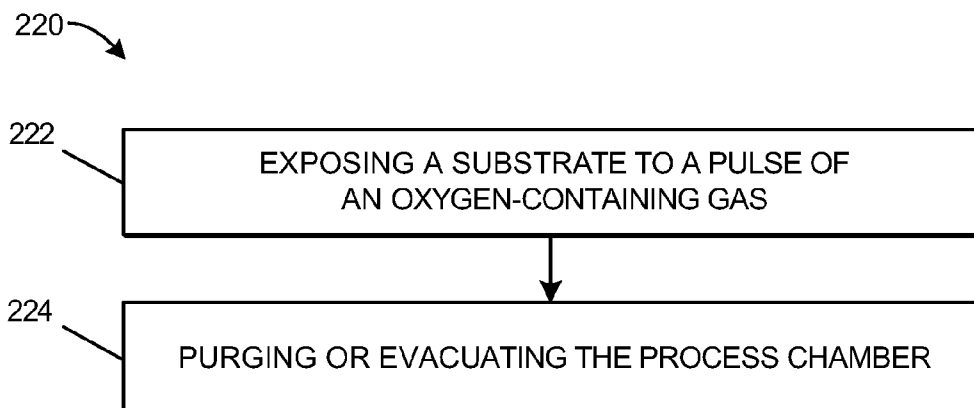 220
222
EXPOSING A SUBSTRATE TO A PULSE OF
AN OXYGEN-CONTAINING GAS
224
PURGING OR EVACUATING THE PROCESS CHAMBER